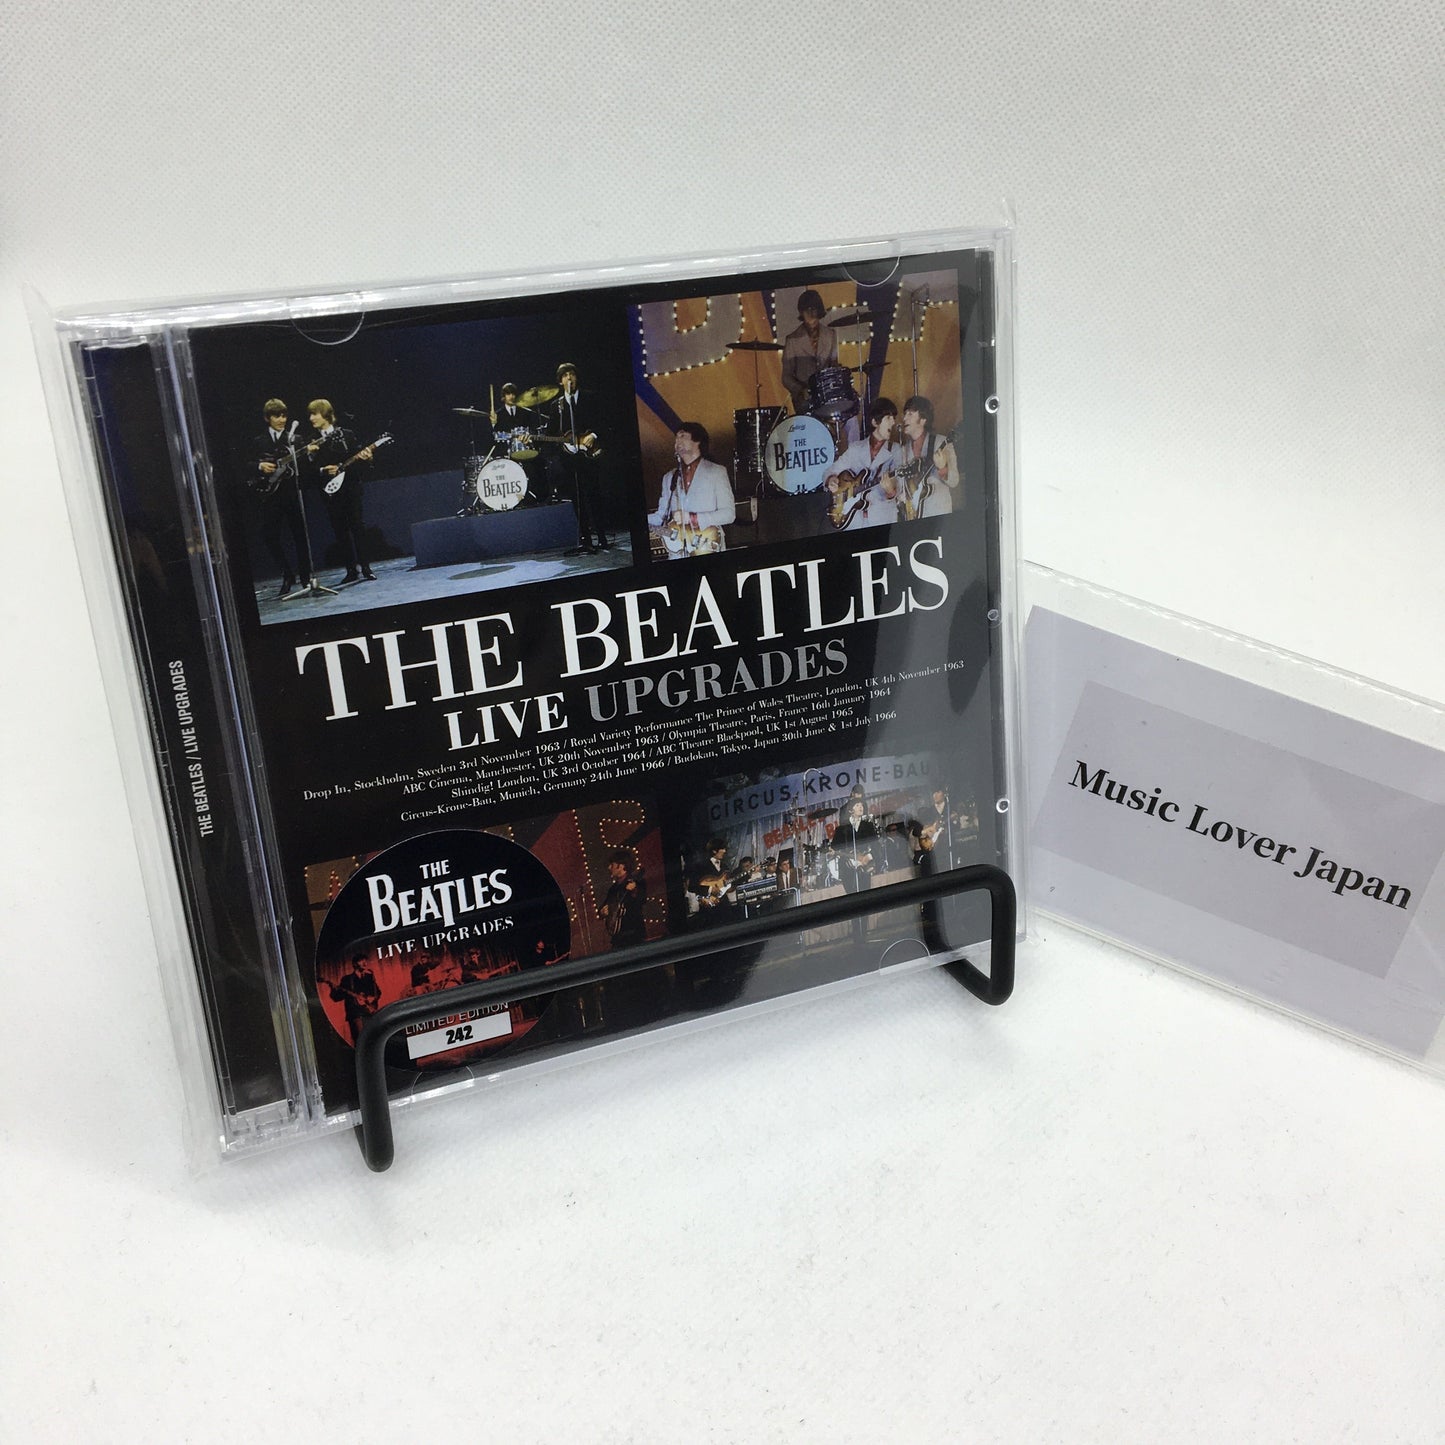 THE BEATLES / LIVE UPGRADES
Ludwig
THE
BEATLES
Ludwig
THE
BEATLES
THE BEATLES
LIVE UPGRADES
Drop In, Stockholm, Sweden 3rd November 1963 / Royal Variety Performance The Prince of Wales Theatre, London, UK 4th November 1963
ABC Cinema, Manchester, UK 20th November 1963 / Olympia Theatre, Paris, France 16th January 1964
Shindig! London, UK 3rd October 1964 / ABC Theatre Blackpool, UK 1st August 1965
Circus-Krone-Bau, Munich, Germany 24th June 1966 / Budokan, Tokyo, Japan 30th June & 1st July 1966
CIRCUS KRONE-BAU
THE
BEATLES
LIVE UPGRADES
LIMITED EDITION
242
Music Lover Japan